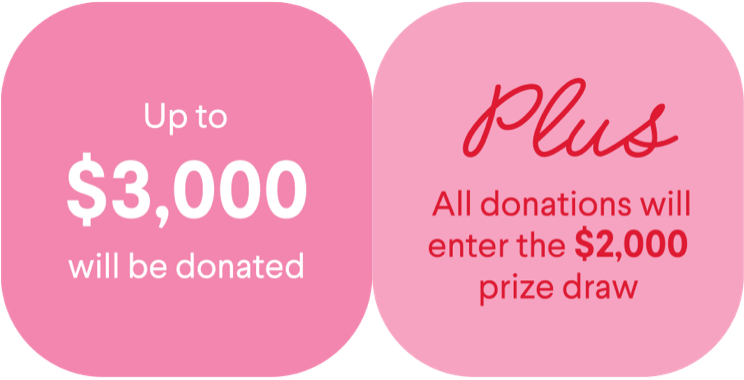 Up to
$3,000
will be donated
Plus
All donations will
enter the $2,000
prize draw